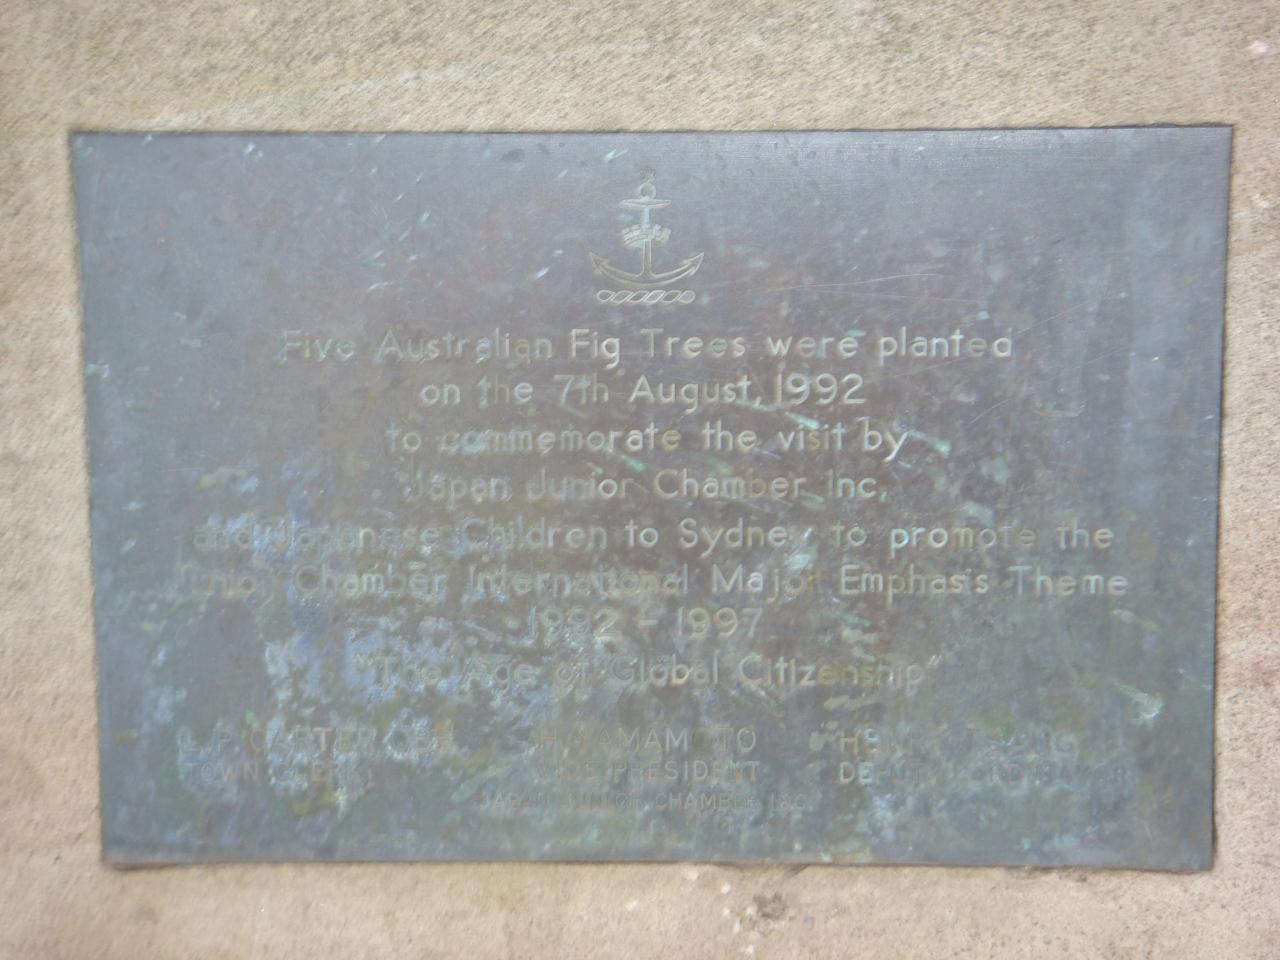 Five Australian Fig Trees were planted
on the 7th August, 1992
to commemorate the visit by
Japan Junior Chamber Inc,
and Japanese Children to Sydney to promote the
Junior Chamber International Major Emphasis Theme
1992 - 1997
"The Age of Global Citizenship"
L.P. CARTER OBE H. YAMAMOTO HENRY TSANG
TOWN CLERK VICE PRESIDENT DEPUTY LORD MAYOR
JAPAN JUNIOR CHAMBER INC.